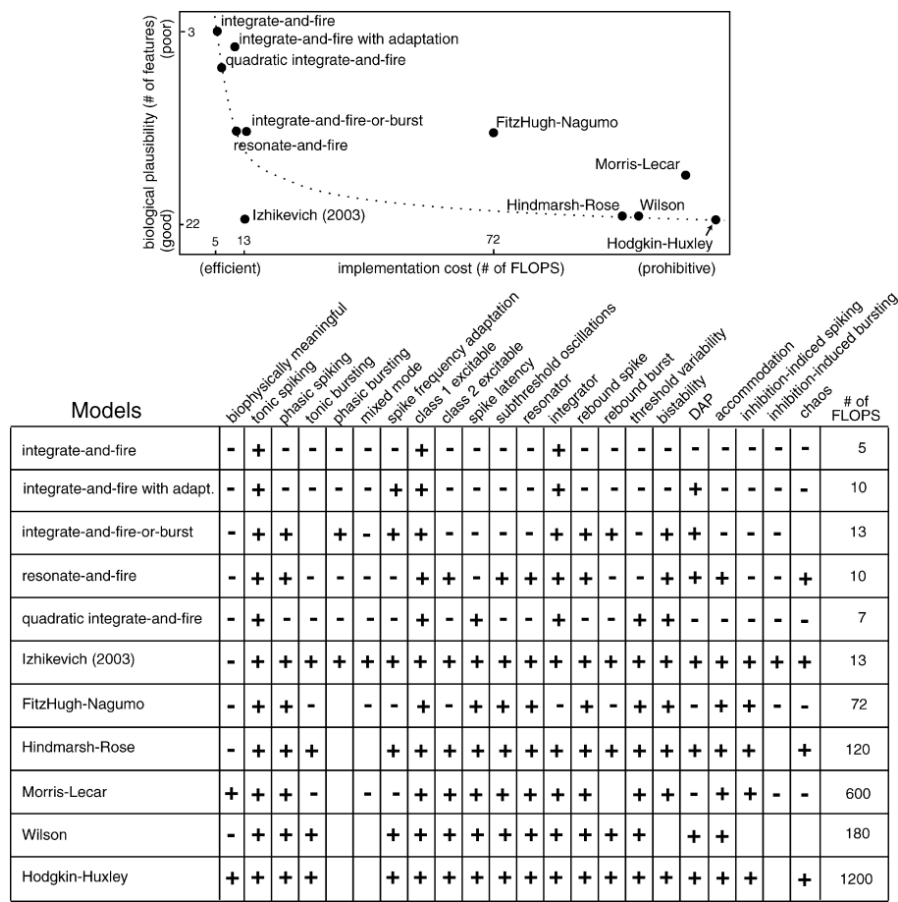 3
(poor)
22
(good)
biological plausibility (# of features)
integrate-and-fire
integrate-and-fire with adaptation
quadratic integrate-and-fire
integrate-and-fire-or-burst
resonate-and-fire
FitzHugh-Nagumo
Morris-Lecar
Izhikevich (2003)
Hindmarsh-Rose
Wilson
Hodgkin-Huxley
5 13 72
(efficient) implementation cost (# of FLOPS) (prohibitive)
Models
biophysically meaningful
tonic spiking
phasic spiking
tonic bursting
phasic bursting
mixed mode
spike frequency adaptation
class 1 excitable
class 2 excitable
spike latency
subthreshold oscillations
resonator
integrator
rebound spike
rebound burst
threshold variability
bistability
DAP
accommodation
inhibition-indiced spiking
inhibition-induced bursting
chaos
# of
FLOPS
integrate-and-fire - + - - - - - + - - - - + - - - - - - - - - 5
integrate-and-fire with adapt. - + - - - - + + - - - - + - - - - + - - - - 10
integrate-and-fire-or-burst - + + + - + + - - - - + + + - + + - - - 13
resonate-and-fire - + + - - - - + + - + + + + - - + + + - - + 10
quadratic integrate-and-fire - + - - - - - + - + - - + - - + + - - - - - 7
Izhikevich (2003) - + + + + + + + + + + + + + + + + + + + + + 13
FitzHugh-Nagumo - + + - - - + - + + + - + - + + - + + - - 72
Hindmarsh-Rose - + + + + + + + + + + + + + + + + + + 120
Morris-Lecar + + + - - - + + + + + + + + + - + + - - 600
Wilson - + + + + + + + + + + + + + + + 180
Hodgkin-Huxley + + + + + + + + + + + + + + + + + + + 1200